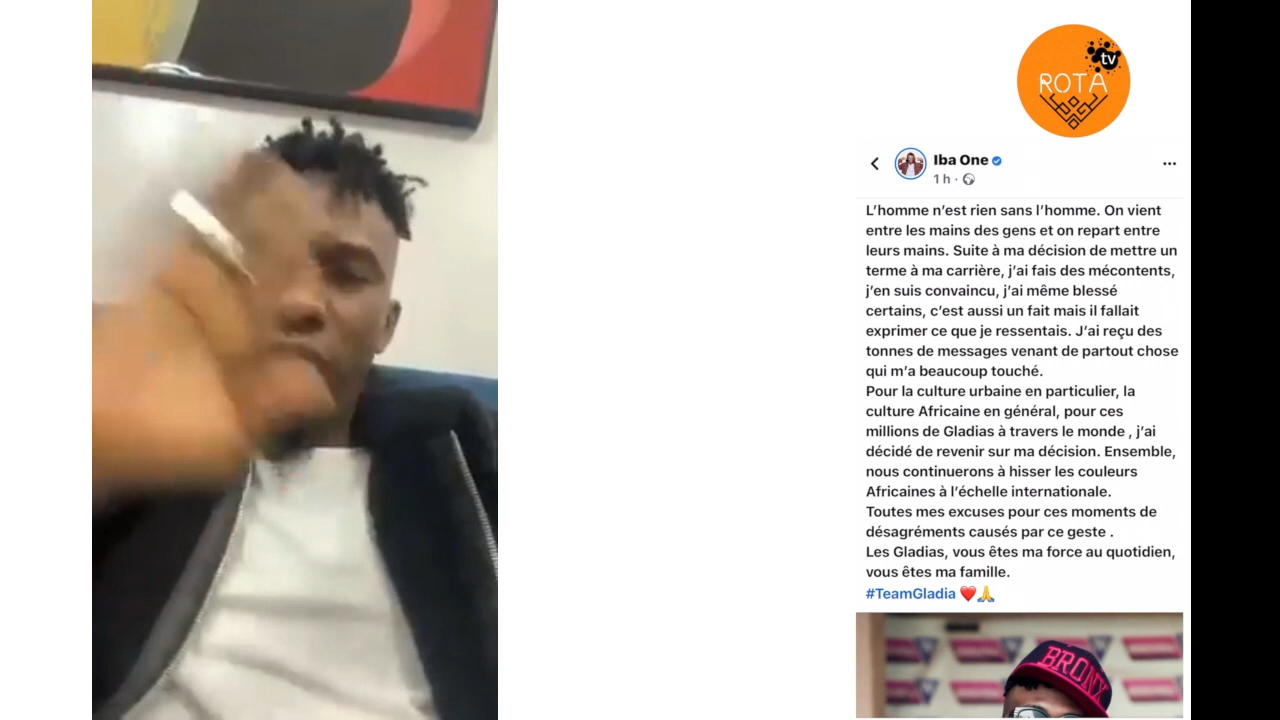 tv
ROTA
Iba One
1 h ·
L’homme n’est rien sans l’homme. On vient
entre les mains des gens et on repart entre
leurs mains. Suite à ma décision de mettre un
terme à ma carrière, j’ai fais des mécontents,
j’en suis convaincu, j’ai même blessé
certains, c’est aussi un fait mais il fallait
exprimer ce que je ressentais. J’ai reçu des
tonnes de messages venant de partout chose
qui m’a beaucoup touché.
Pour la culture urbaine en particulier, la
culture Africaine en général, pour ces
millions de Gladias à travers le monde , j’ai
décidé de revenir sur ma décision. Ensemble,
nous continuerons à hisser les couleurs
Africaines à l’échelle internationale.
Toutes mes excuses pour ces moments de
désagréments causés par ce geste .
Les Gladias, vous êtes ma force au quotidien,
vous êtes ma famille.
#TeamGladia ❤️🙏
BRONX